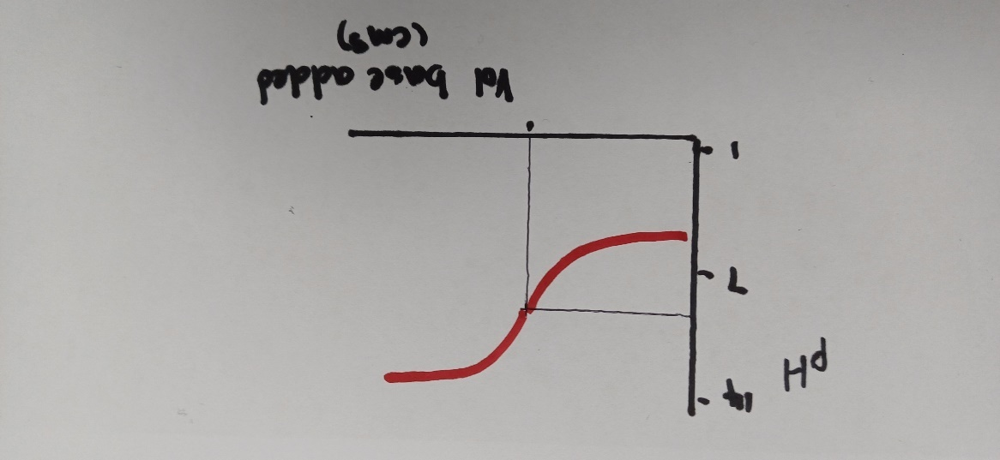 pH
14
7
1
Vol base added
(cm3)